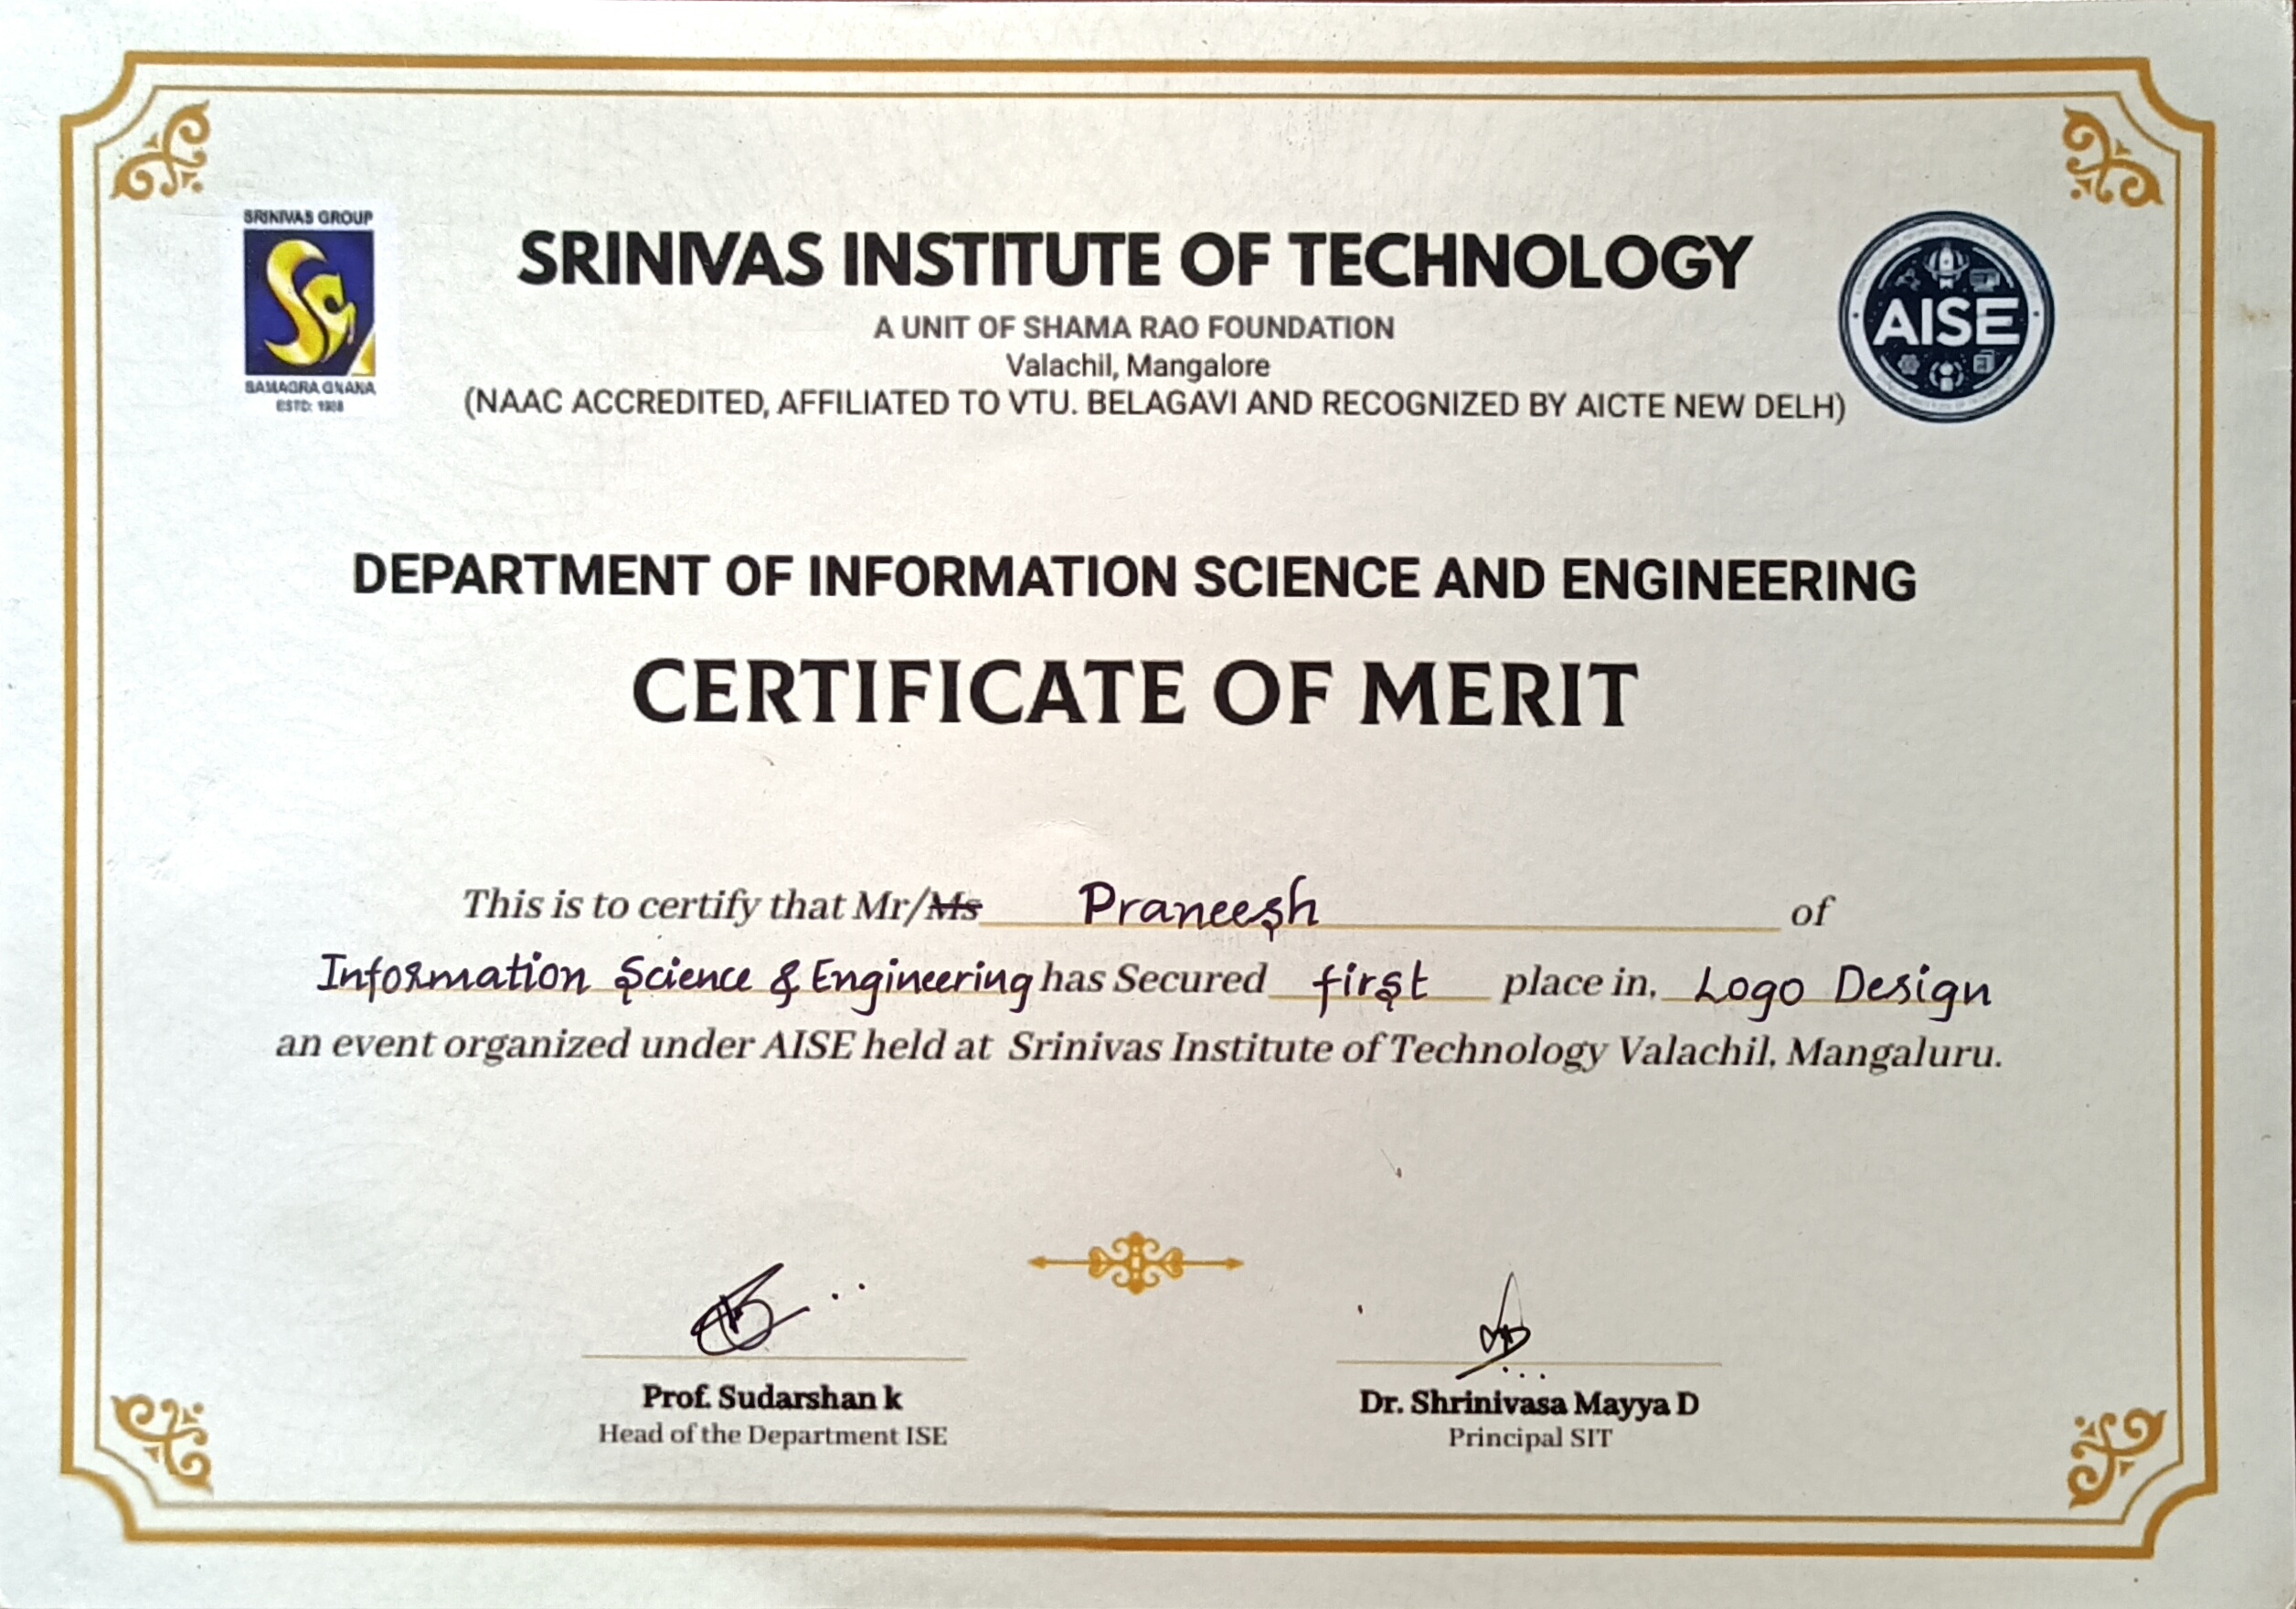 SRINIVAS GROUP
SAMAGRA GNANA
ESTD: 1988
SRINIVAS INSTITUTE OF TECHNOLOGY
A UNIT OF SHAMA RAO FOUNDATION
Valachil, Mangalore
(NAAC ACCREDITED, AFFILIATED TO VTU. BELAGAVI AND RECOGNIZED BY AICTE NEW DELH)
AISE
DEPARTMENT OF INFORMATION SCIENCE AND ENGINEERING
CERTIFICATE OF MERIT
This is to certify that Mr/Ms Praneesh of
Information Science & Engineering has Secured first place in, Logo Design
an event organized under AISE held at Srinivas Institute of Technology Valachil, Mangaluru.
Prof. Sudarshan k
Head of the Department ISE
Dr. Shrinivasa Mayya D
Principal SIT